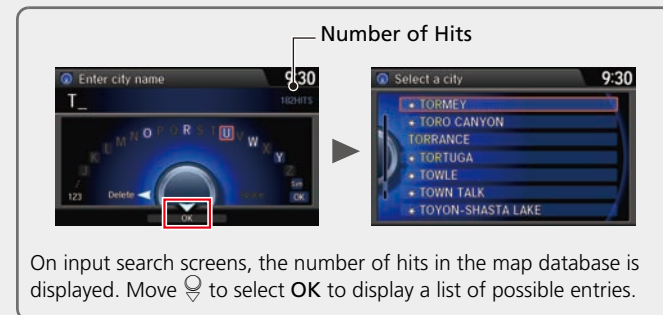 Number of Hits
Enter city name
9:30
T_
182HITS
J K L M N O P Q R S T U V W X Y Z
123
Delete
OK
OK
Select a city
9:30
TORMEY
TORO CANYON
TORRANCE
TORTUGA
TOWLE
TOWN TALK
TOYON-SHASTA LAKE
On input search screens, the number of hits in the map database is
displayed. Move to select OK to display a list of possible entries.